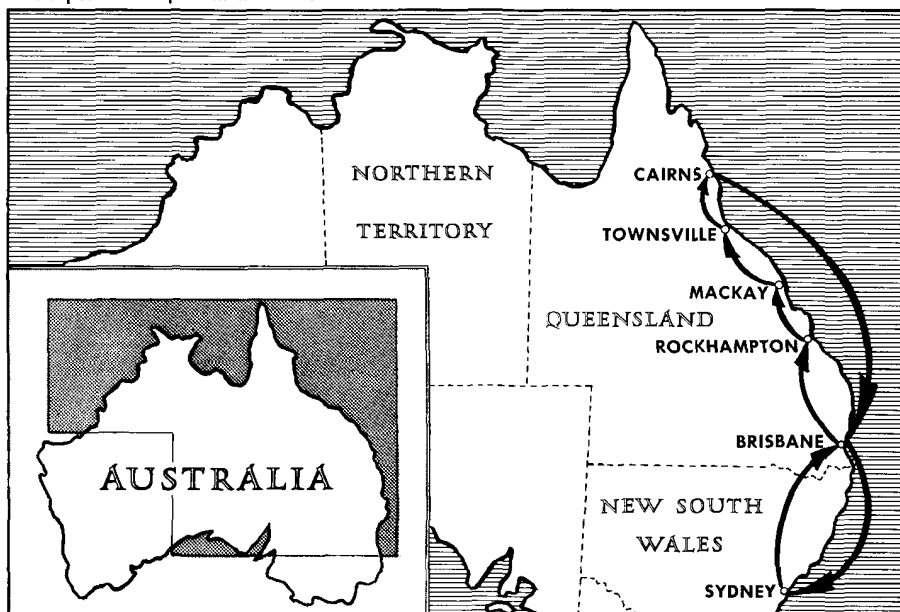 NORTHERN
TERRITORY
CAIRNS
TOWNSVILLE
MACKAY
QUEENSLAND
ROCKHAMPTON
BRISBANE
NEW SOUTH
WALES
SYDNEY
AUSTRALIA